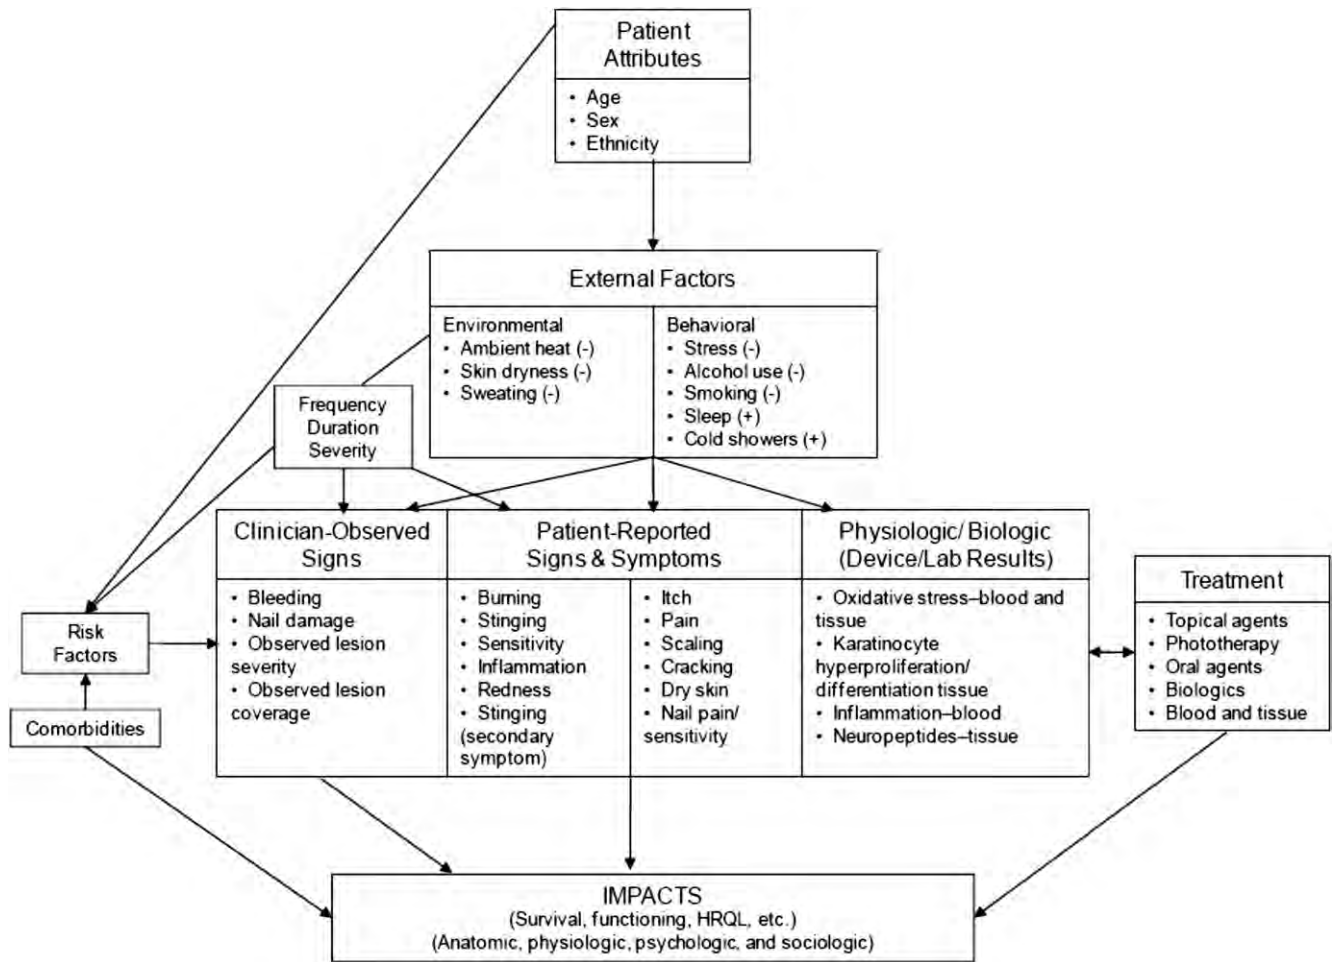 Patient
Attributes
• Age
• Sex
• Ethnicity
External Factors
Environmental
• Ambient heat (-)
• Skin dryness (-)
• Sweating (-)
Behavioral
• Stress (-)
• Alcohol use (-)
• Smoking (-)
• Sleep (+)
• Cold showers (+)
Frequency
Duration
Severity
Clinician-Observed
Signs
• Bleeding
• Nail damage
• Observed lesion
severity
• Observed lesion
coverage
Patient-Reported
Signs & Symptoms
• Burning
• Stinging
• Sensitivity
• Inflammation
• Redness
• Stinging
(secondary
symptom)
• Itch
• Pain
• Scaling
• Cracking
• Dry skin
• Nail pain/
sensitivity
Physiologic/ Biologic
(Device/Lab Results)
• Oxidative stress–blood and
tissue
• Karatinocyte
hyperproliferation/
differentiation tissue
• Inflammation–blood
• Neuropeptides–tissue
Treatment
• Topical agents
• Phototherapy
• Oral agents
• Biologics
• Blood and tissue
Risk
Factors
Comorbidities
IMPACTS
(Survival, functioning, HRQL, etc.)
(Anatomic, physiologic, psychologic, and sociologic)